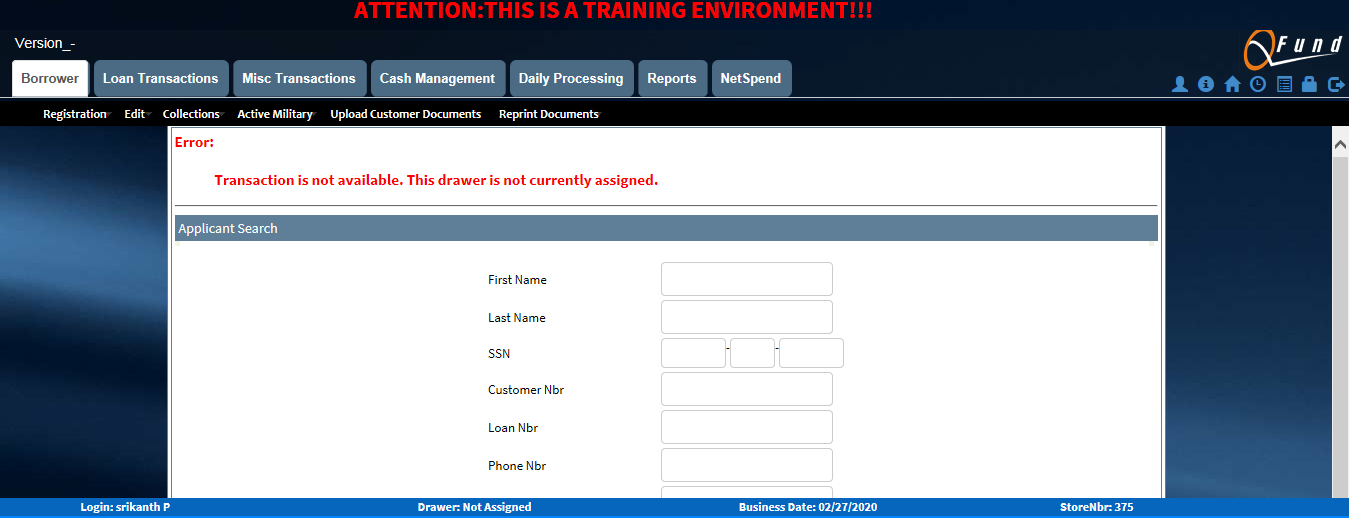 ATTENTION:THIS IS A TRAINING ENVIRONMENT!!!
Version_-
QFund
Borrower Loan Transactions Misc Transactions Cash Management Daily Processing Reports NetSpend
Registration Edit Collections Active Military Upload Customer Documents Reprint Documents
Error:
Transaction is not available. This drawer is not currently assigned.
Applicant Search
First Name
Last Name
SSN - -
Customer Nbr
Loan Nbr
Phone Nbr
Login: srikanth P Drawer: Not Assigned Business Date: 02/27/2020 StoreNbr: 375